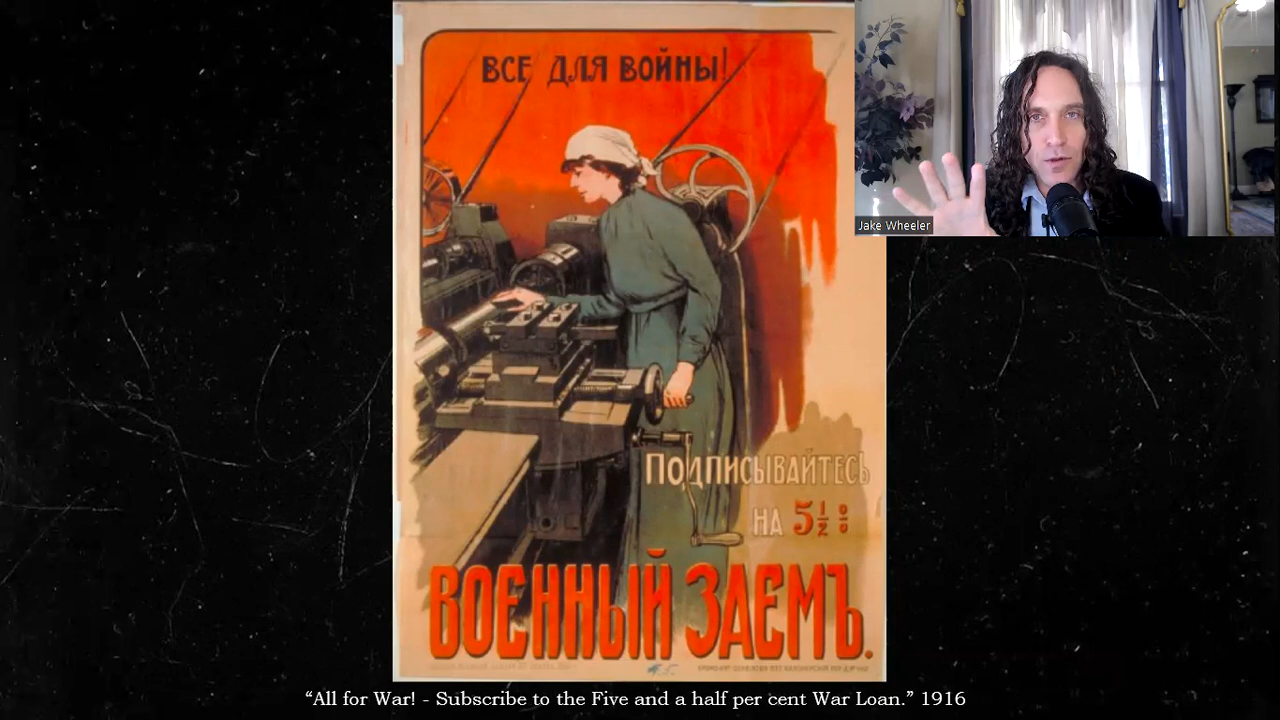 ВСЕ ДЛЯ ВОЙНЫ!
Jake Wheeler
ПОДПИСЫВАЙТЕСЬ
НА 5½ %
ВОЕННЫЙ ЗАЕМЪ.
“All for War! - Subscribe to the Five and a half per cent War Loan.” 1916